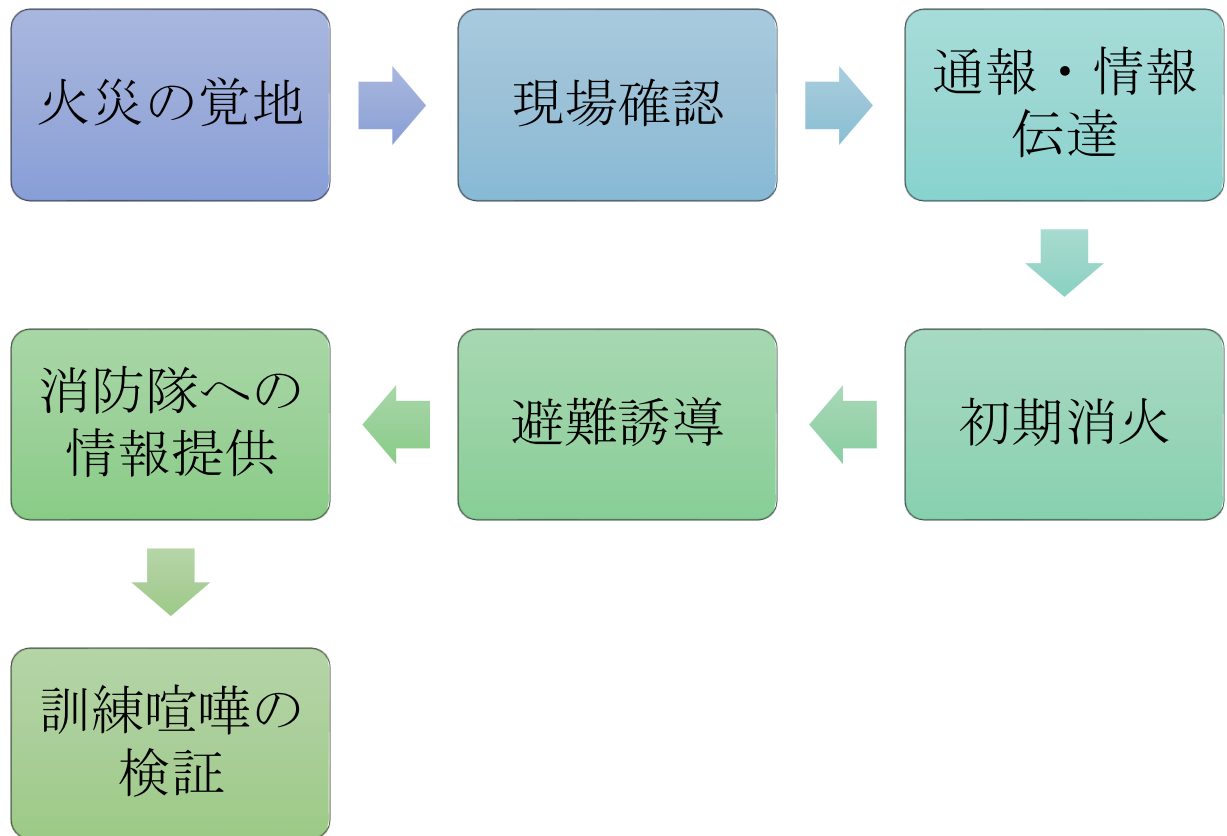 火災の覚地
現場確認
通報・情報
伝達
初期消火
避難誘導
消防隊への
情報提供
訓練喧嘩の
検証